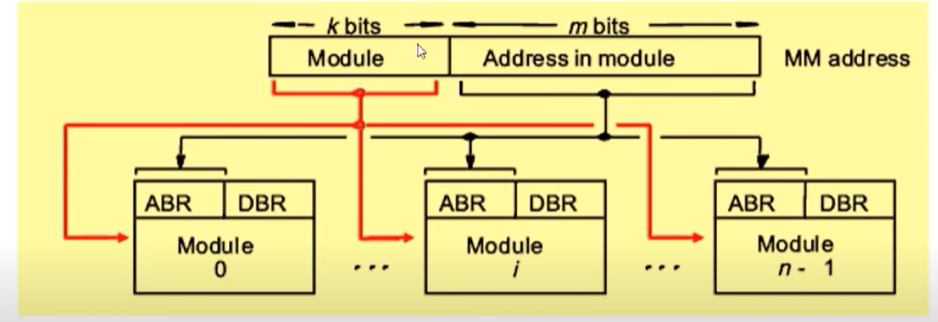 k bits m bits
Module Address in module MM address
ABR DBR ABR DBR ABR DBR
Module Module Module
0 ... i ... n - 1